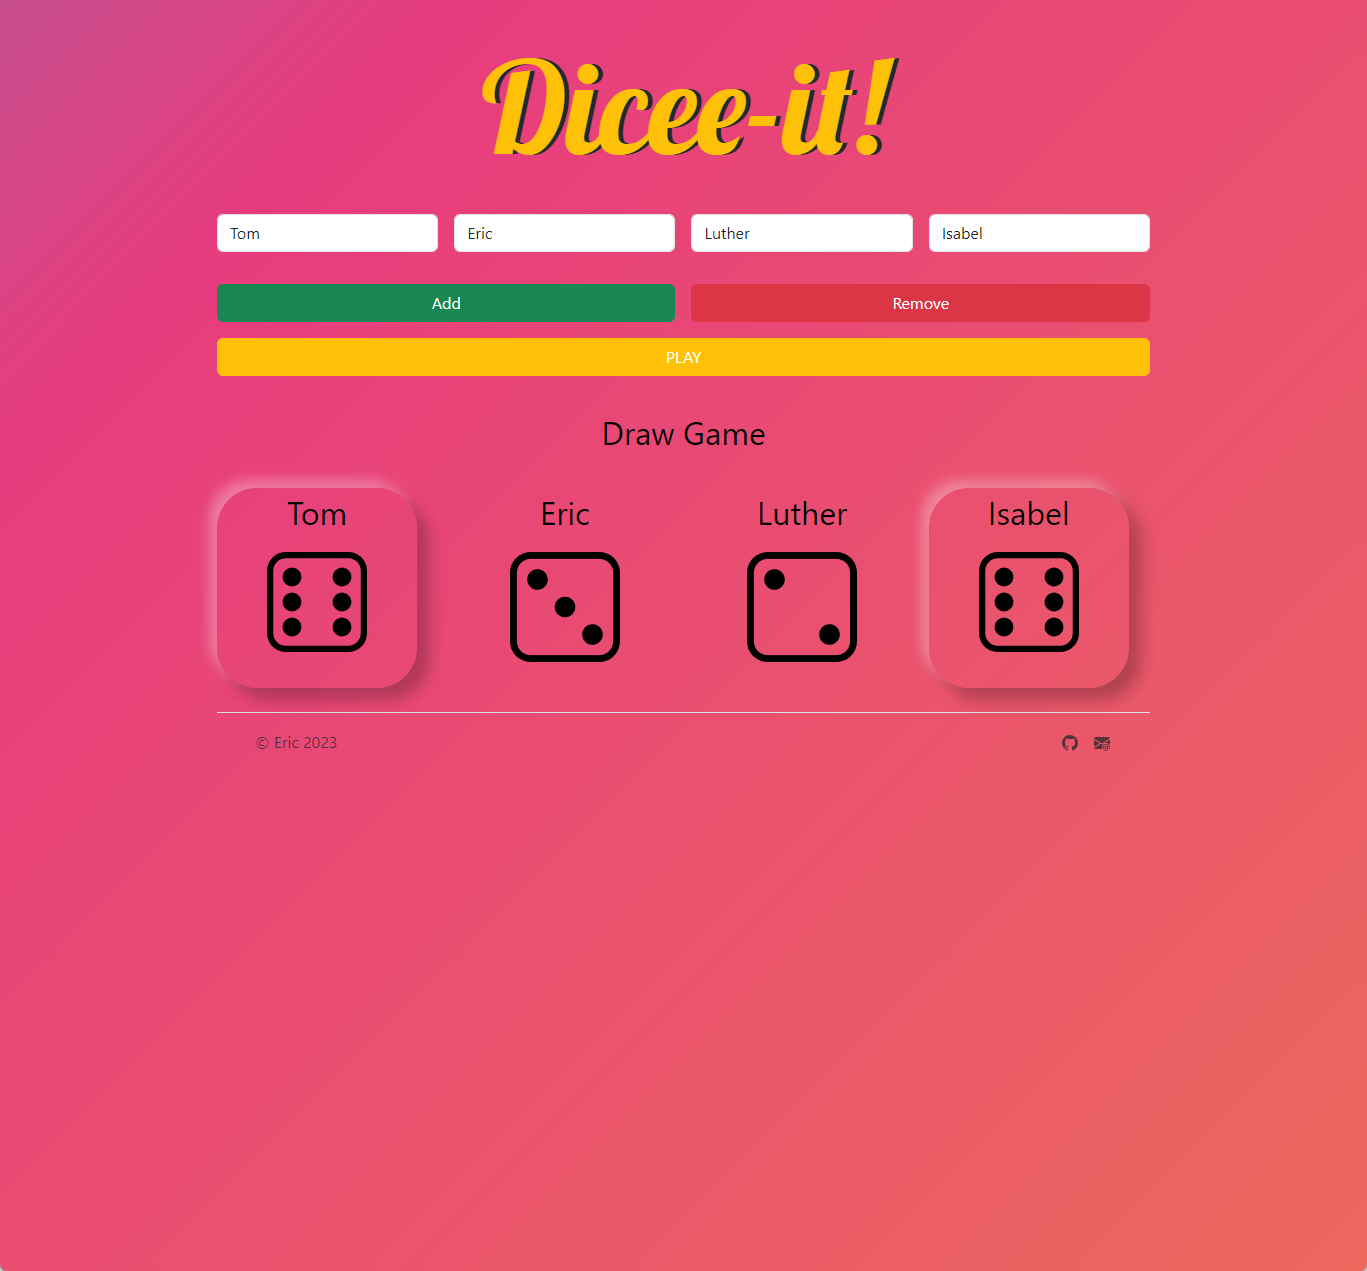 Dicee-it!
Tom Eric Luther Isabel
Add Remove
PLAY
Draw Game
Tom Eric Luther Isabel
© Eric 2023